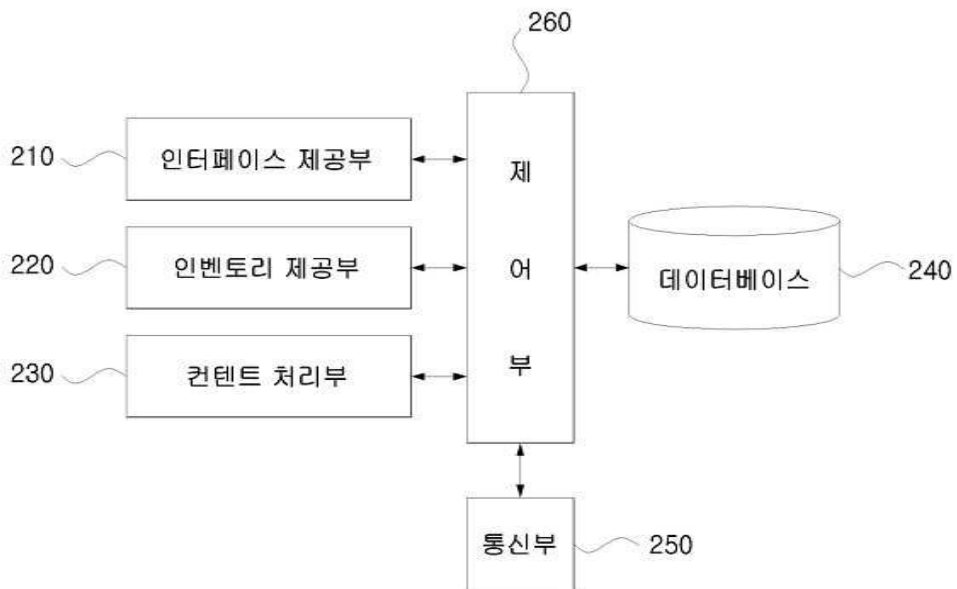 260
210 인터페이스 제공부
제
어
부
220 인벤토리 제공부
데이터베이스 240
230 컨텐트 처리부
통신부 250